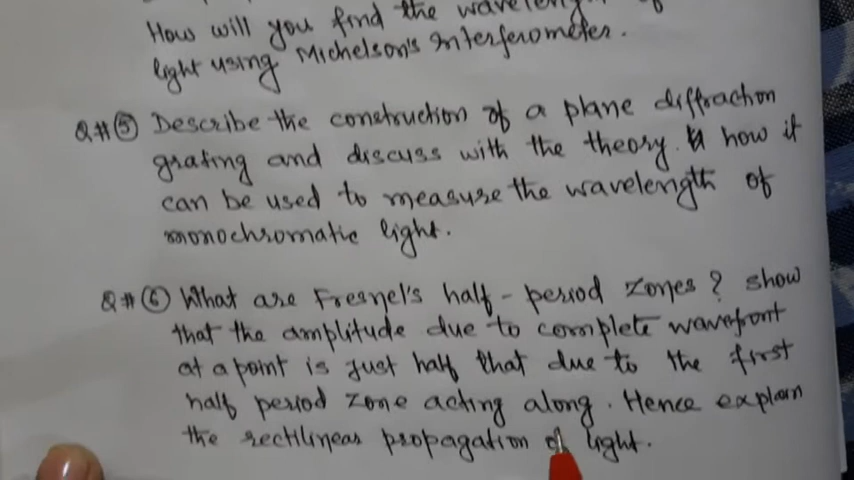 How will you find the wavelength of
light using Michelson's Interferometer.
Q#⑤ Describe the construction of a plane diffraction
grating and discuss with the theory. how it
can be used to measure the wavelength of
monochromatic light.
Q#⑥ What are Fresnel's half-period zones? show
that the amplitude due to complete wavefront
at a point is just half that due to the first
half period zone acting along. Hence explain
the rectilinear propagation of light.